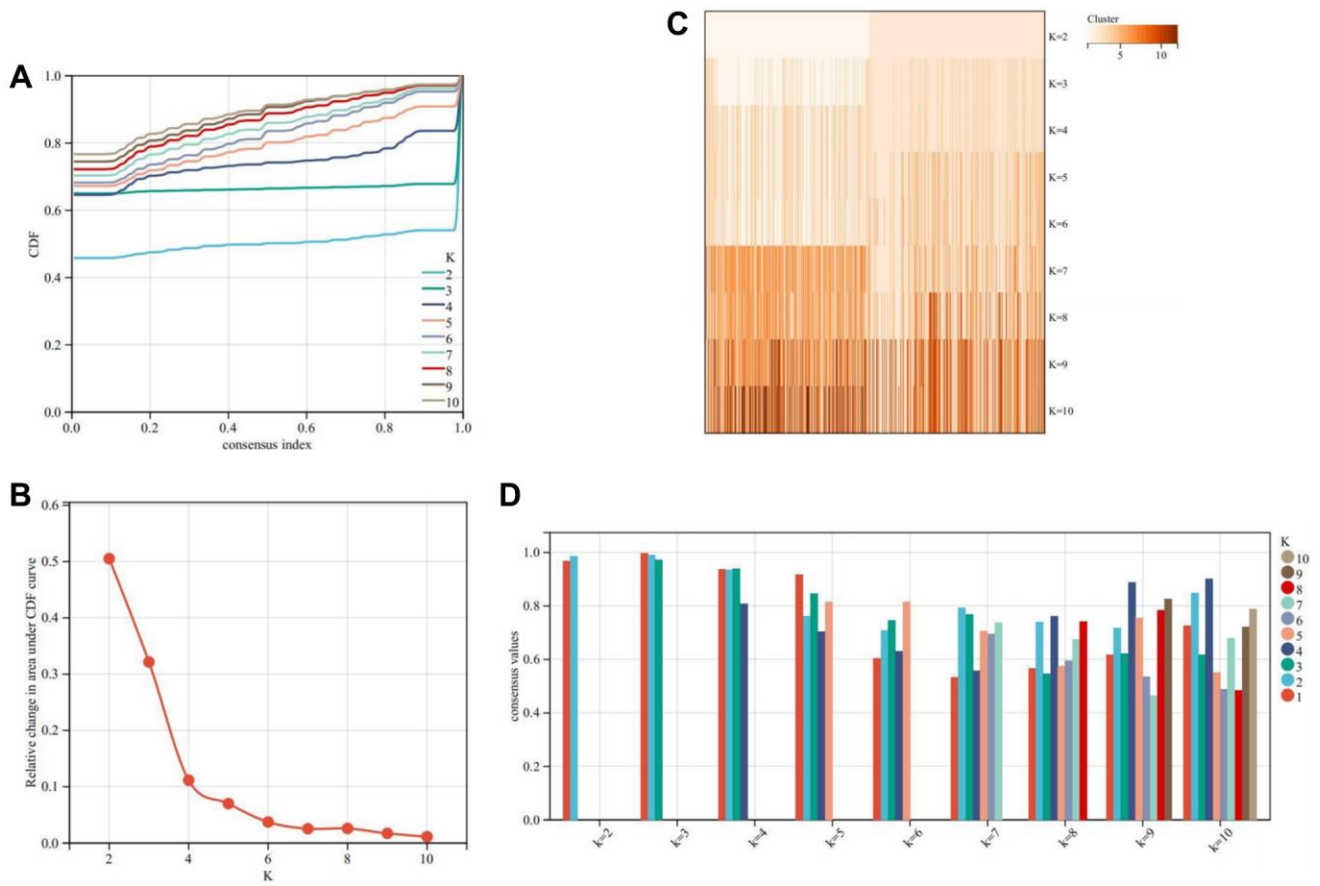 A
CDF
1.0
0.8
0.6
0.4
0.2
0.0
K
2
3
4
5
6
7
8
9
10
0.0 0.2 0.4 0.6 0.8 1.0
consensus index
B
Relative change in area under CDF curve
0.6
0.5
0.4
0.3
0.2
0.1
0.0
2 4 6 8 10
K
C
K=2
K=3
K=4
K=5
K=6
K=7
K=8
K=9
K=10
Cluster
5 10
D
consensus values
1.0
0.8
0.6
0.4
0.2
0.0
k=2 k=3 k=4 k=5 k=6 k=7 k=8 k=9 k=10
K
10
9
8
7
6
5
4
3
2
1